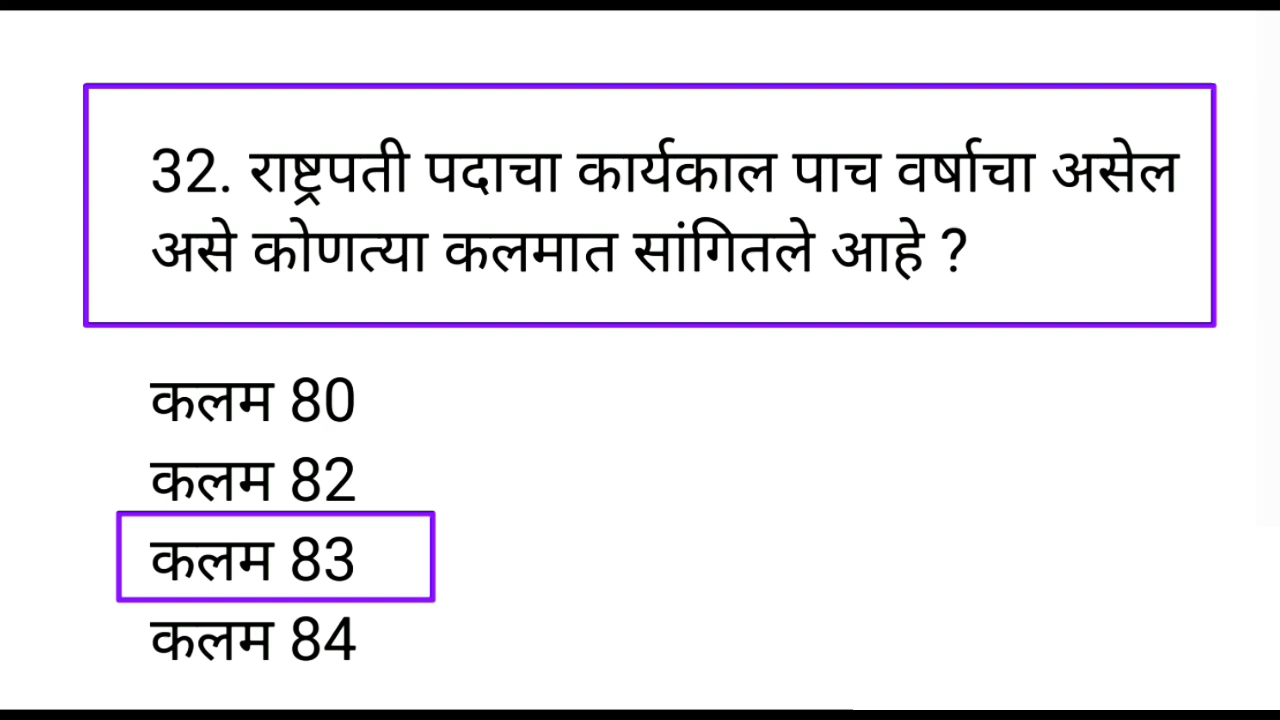 32. राष्ट्रपती पदाचा कार्यकाल पाच वर्षाचा असेल
असे कोणत्या कलमात सांगितले आहे ?
कलम 80
कलम 82
कलम 83
कलम 84